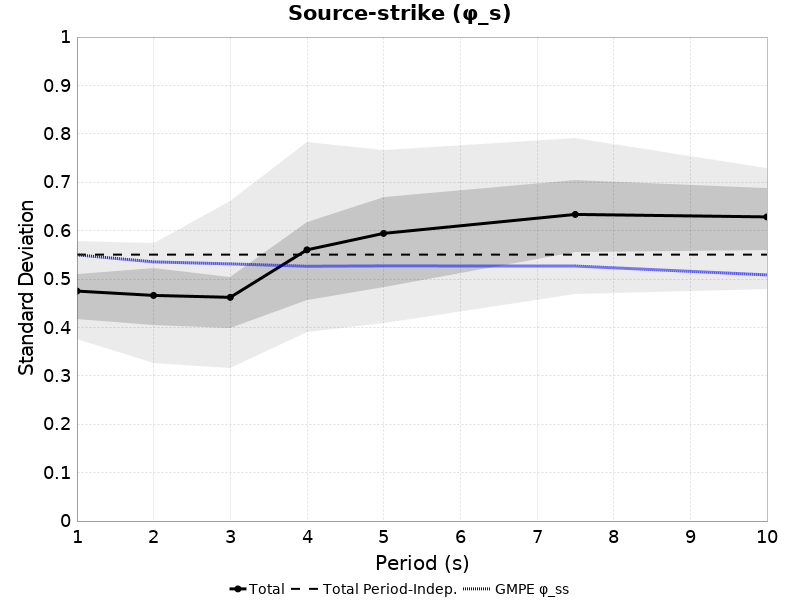 Source-strike (φ_s)
Standard Deviation
1
0.9
0.8
0.7
0.6
0.5
0.4
0.3
0.2
0.1
0
1 2 3 4 5 6 7 8 9 10
Period (s)
Total Total Period-Indep. GMPE φ_ss